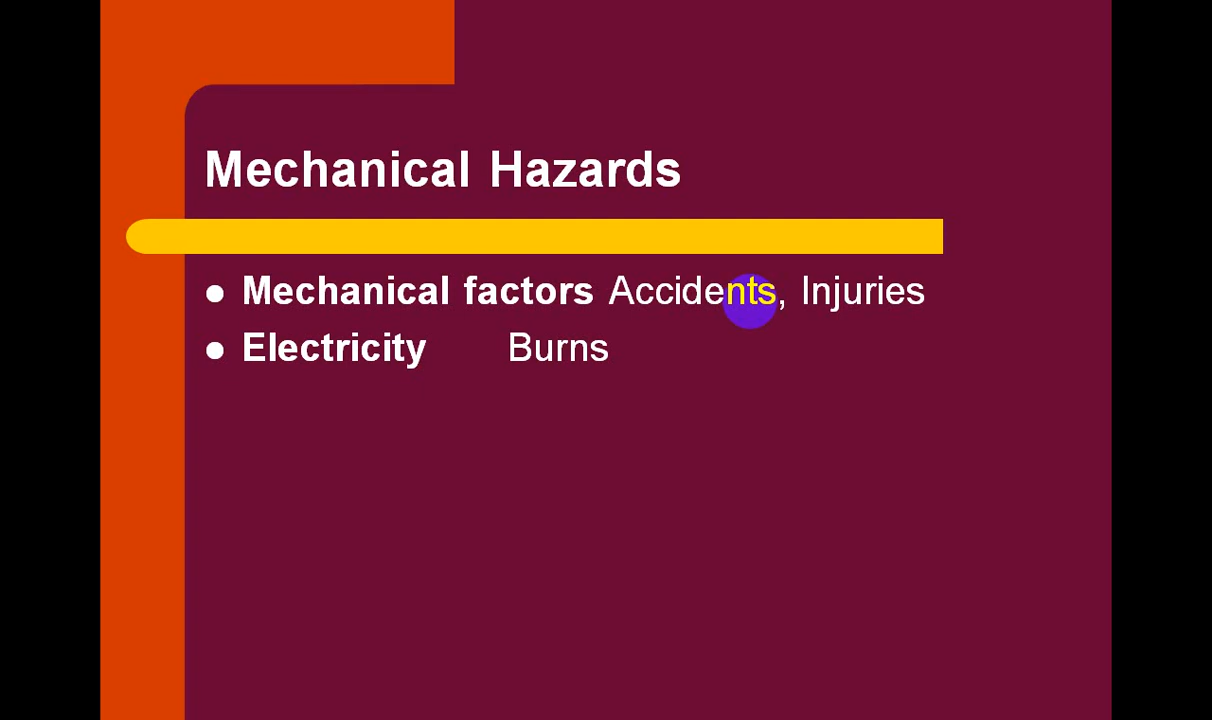 Mechanical Hazards
● Mechanical factors Accidents, Injuries
● Electricity Burns